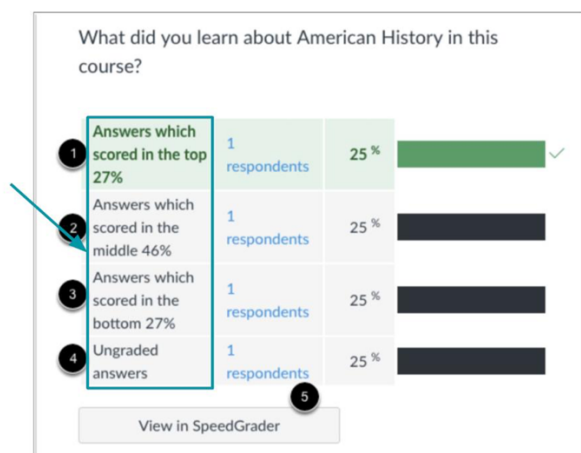 What did you learn about American History in this
course?
1
Answers which
scored in the top
27%
1
respondents
25 %
2
Answers which
scored in the
middle 46%
1
respondents
25 %
3
Answers which
scored in the
bottom 27%
1
respondents
25 %
4
Ungraded
answers
1
respondents
25 %
5
View in SpeedGrader